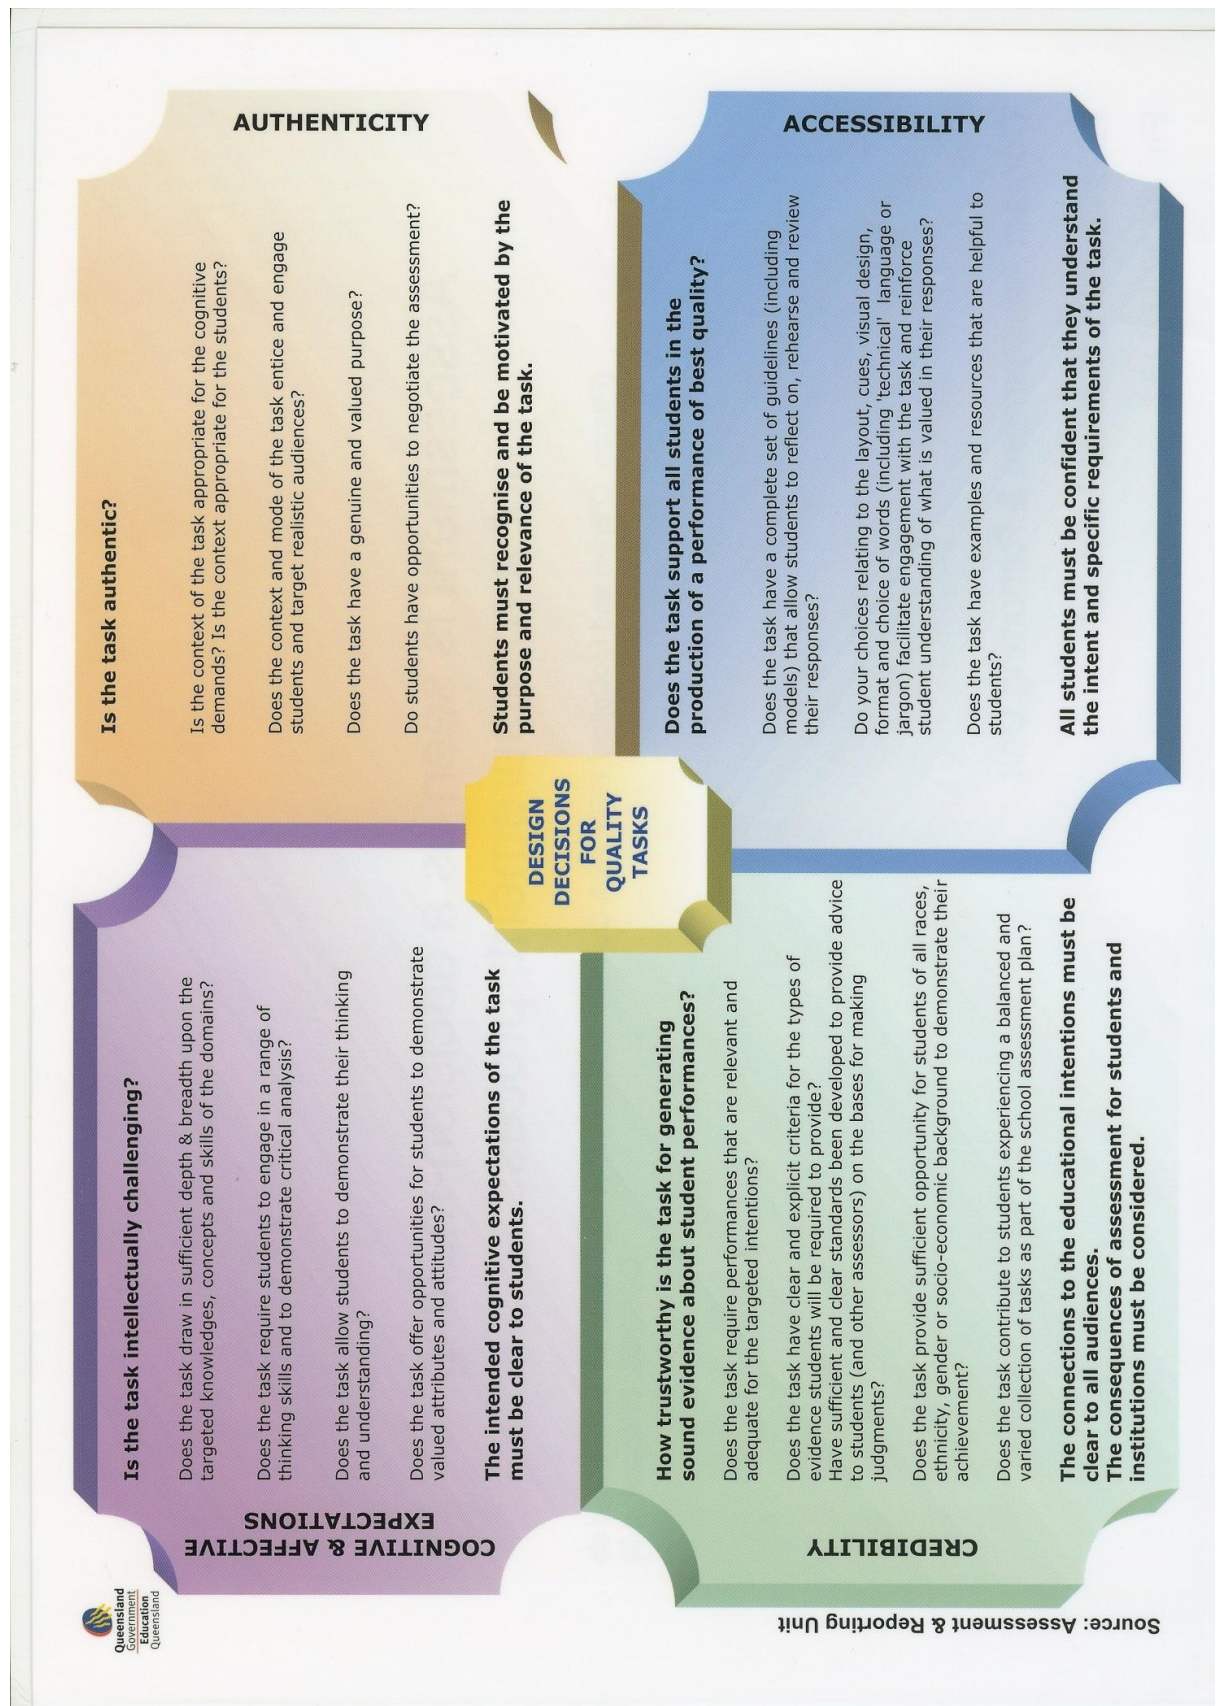 Queensland
Government
Education
Queensland
COGNITIVE & AFFECTIVE
EXPECTATIONS
Is the task intellectually challenging?
Does the task draw in sufficient depth & breadth upon the
targeted knowledges, concepts and skills of the domains?
Does the task require students to engage in a range of
thinking skills and to demonstrate critical analysis?
Does the task allow students to demonstrate their thinking
and understanding?
Does the task offer opportunities for students to demonstrate
valued attributes and attitudes?
The intended cognitive expectations of the task
must be clear to students.
AUTHENTICITY
Is the task authentic?
Is the context of the task appropriate for the cognitive
demands? Is the context appropriate for the students?
Does the context and mode of the task entice and engage
students and target realistic audiences?
Does the task have a genuine and valued purpose?
Do students have opportunities to negotiate the assessment?
Students must recognise and be motivated by the
purpose and relevance of the task.
DESIGN
DECISIONS
FOR
QUALITY
TASKS
CREDIBILITY
How trustworthy is the task for generating
sound evidence about student performances?
Does the task require performances that are relevant and
adequate for the targeted intentions?
Does the task have clear and explicit criteria for the types of
evidence students will be required to provide?
Have sufficient and clear standards been developed to provide advice
to students (and other assessors) on the bases for making
judgments?
Does the task provide sufficient opportunity for students of all races,
ethnicity, gender or socio-economic background to demonstrate their
achievement?
Does the task contribute to students experiencing a balanced and
varied collection of tasks as part of the school assessment plan?
The connections to the educational intentions must be
clear to all audiences.
The consequences of assessment for students and
institutions must be considered.
ACCESSIBILITY
Does the task support all students in the
production of a performance of best quality?
Does the task have a complete set of guidelines (including
models) that allow students to reflect on, rehearse and review
their responses?
Do your choices relating to the layout, cues, visual design,
format and choice of words (including 'technical' language or
jargon) facilitate engagement with the task and reinforce
student understanding of what is valued in their responses?
Does the task have examples and resources that are helpful to
students?
All students must be confident that they understand
the intent and specific requirements of the task.
Source: Assessment & Reporting Unit